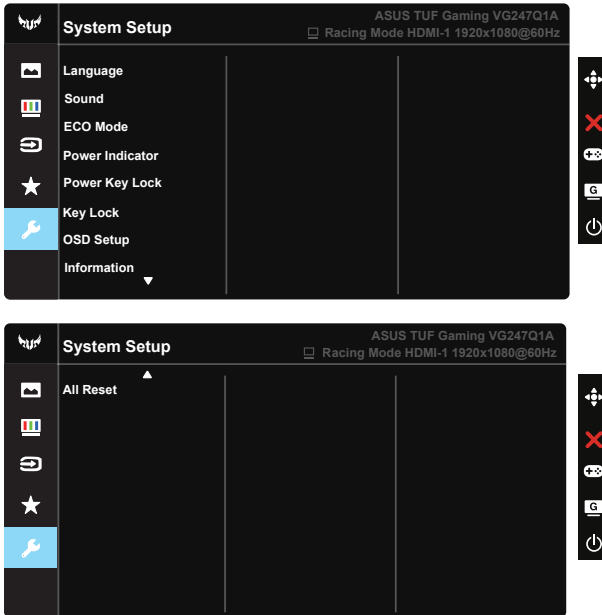 System Setup
ASUS TUF Gaming VG247Q1A
Racing Mode HDMI-1 1920x1080@60Hz
Language
Sound
ECO Mode
Power Indicator
Power Key Lock
Key Lock
OSD Setup
Information
G
System Setup
ASUS TUF Gaming VG247Q1A
Racing Mode HDMI-1 1920x1080@60Hz
All Reset
G